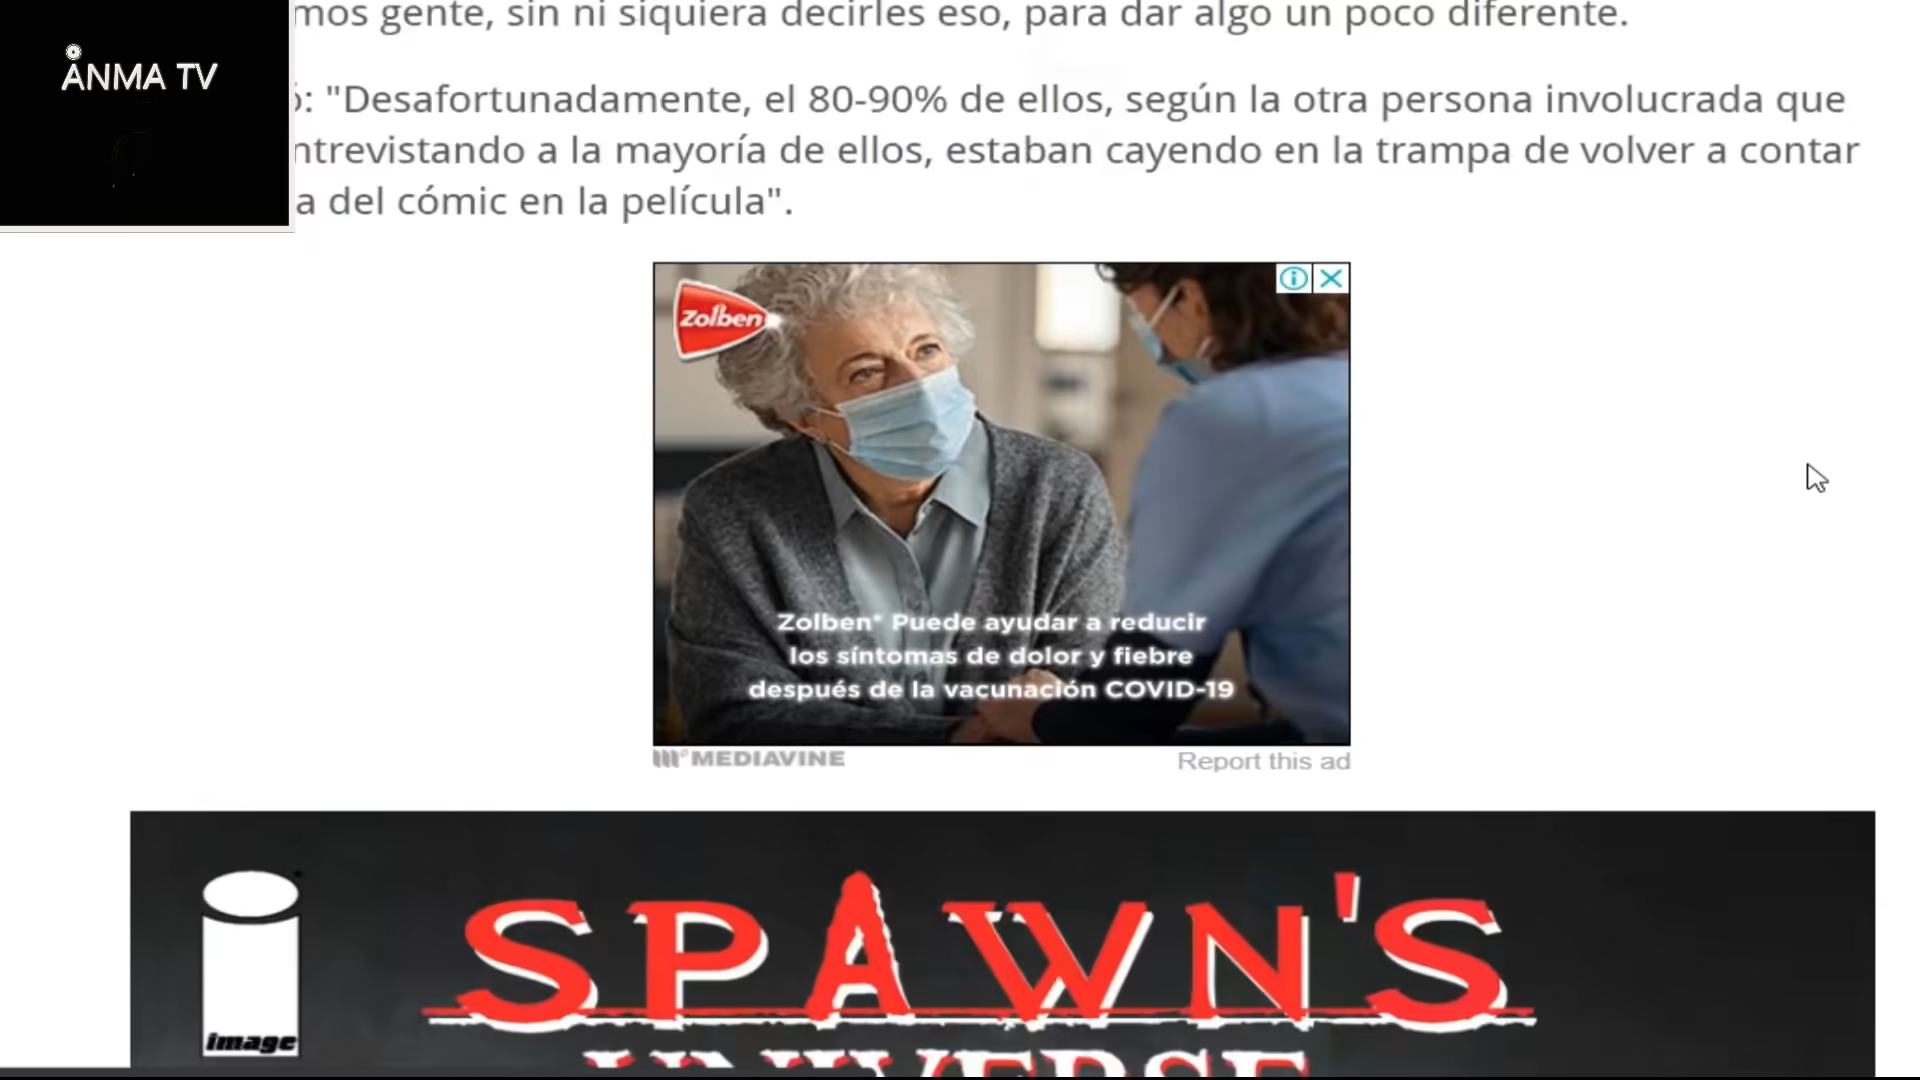 ANMA TV
mos gente, sin ni siquiera decirles eso, para dar algo un poco diferente.
ó: "Desafortunadamente, el 80-90% de ellos, según la otra persona involucrada que
ntrevistando a la mayoría de ellos, estaban cayendo en la trampa de volver a contar
a del cómic en la película".
Zolben
Zolben* Puede ayudar a reducir
los síntomas de dolor y fiebre
después de la vacunación COVID-19
MEDIAVINE
Report this ad
image
SPAWN'S
UNIVERSE